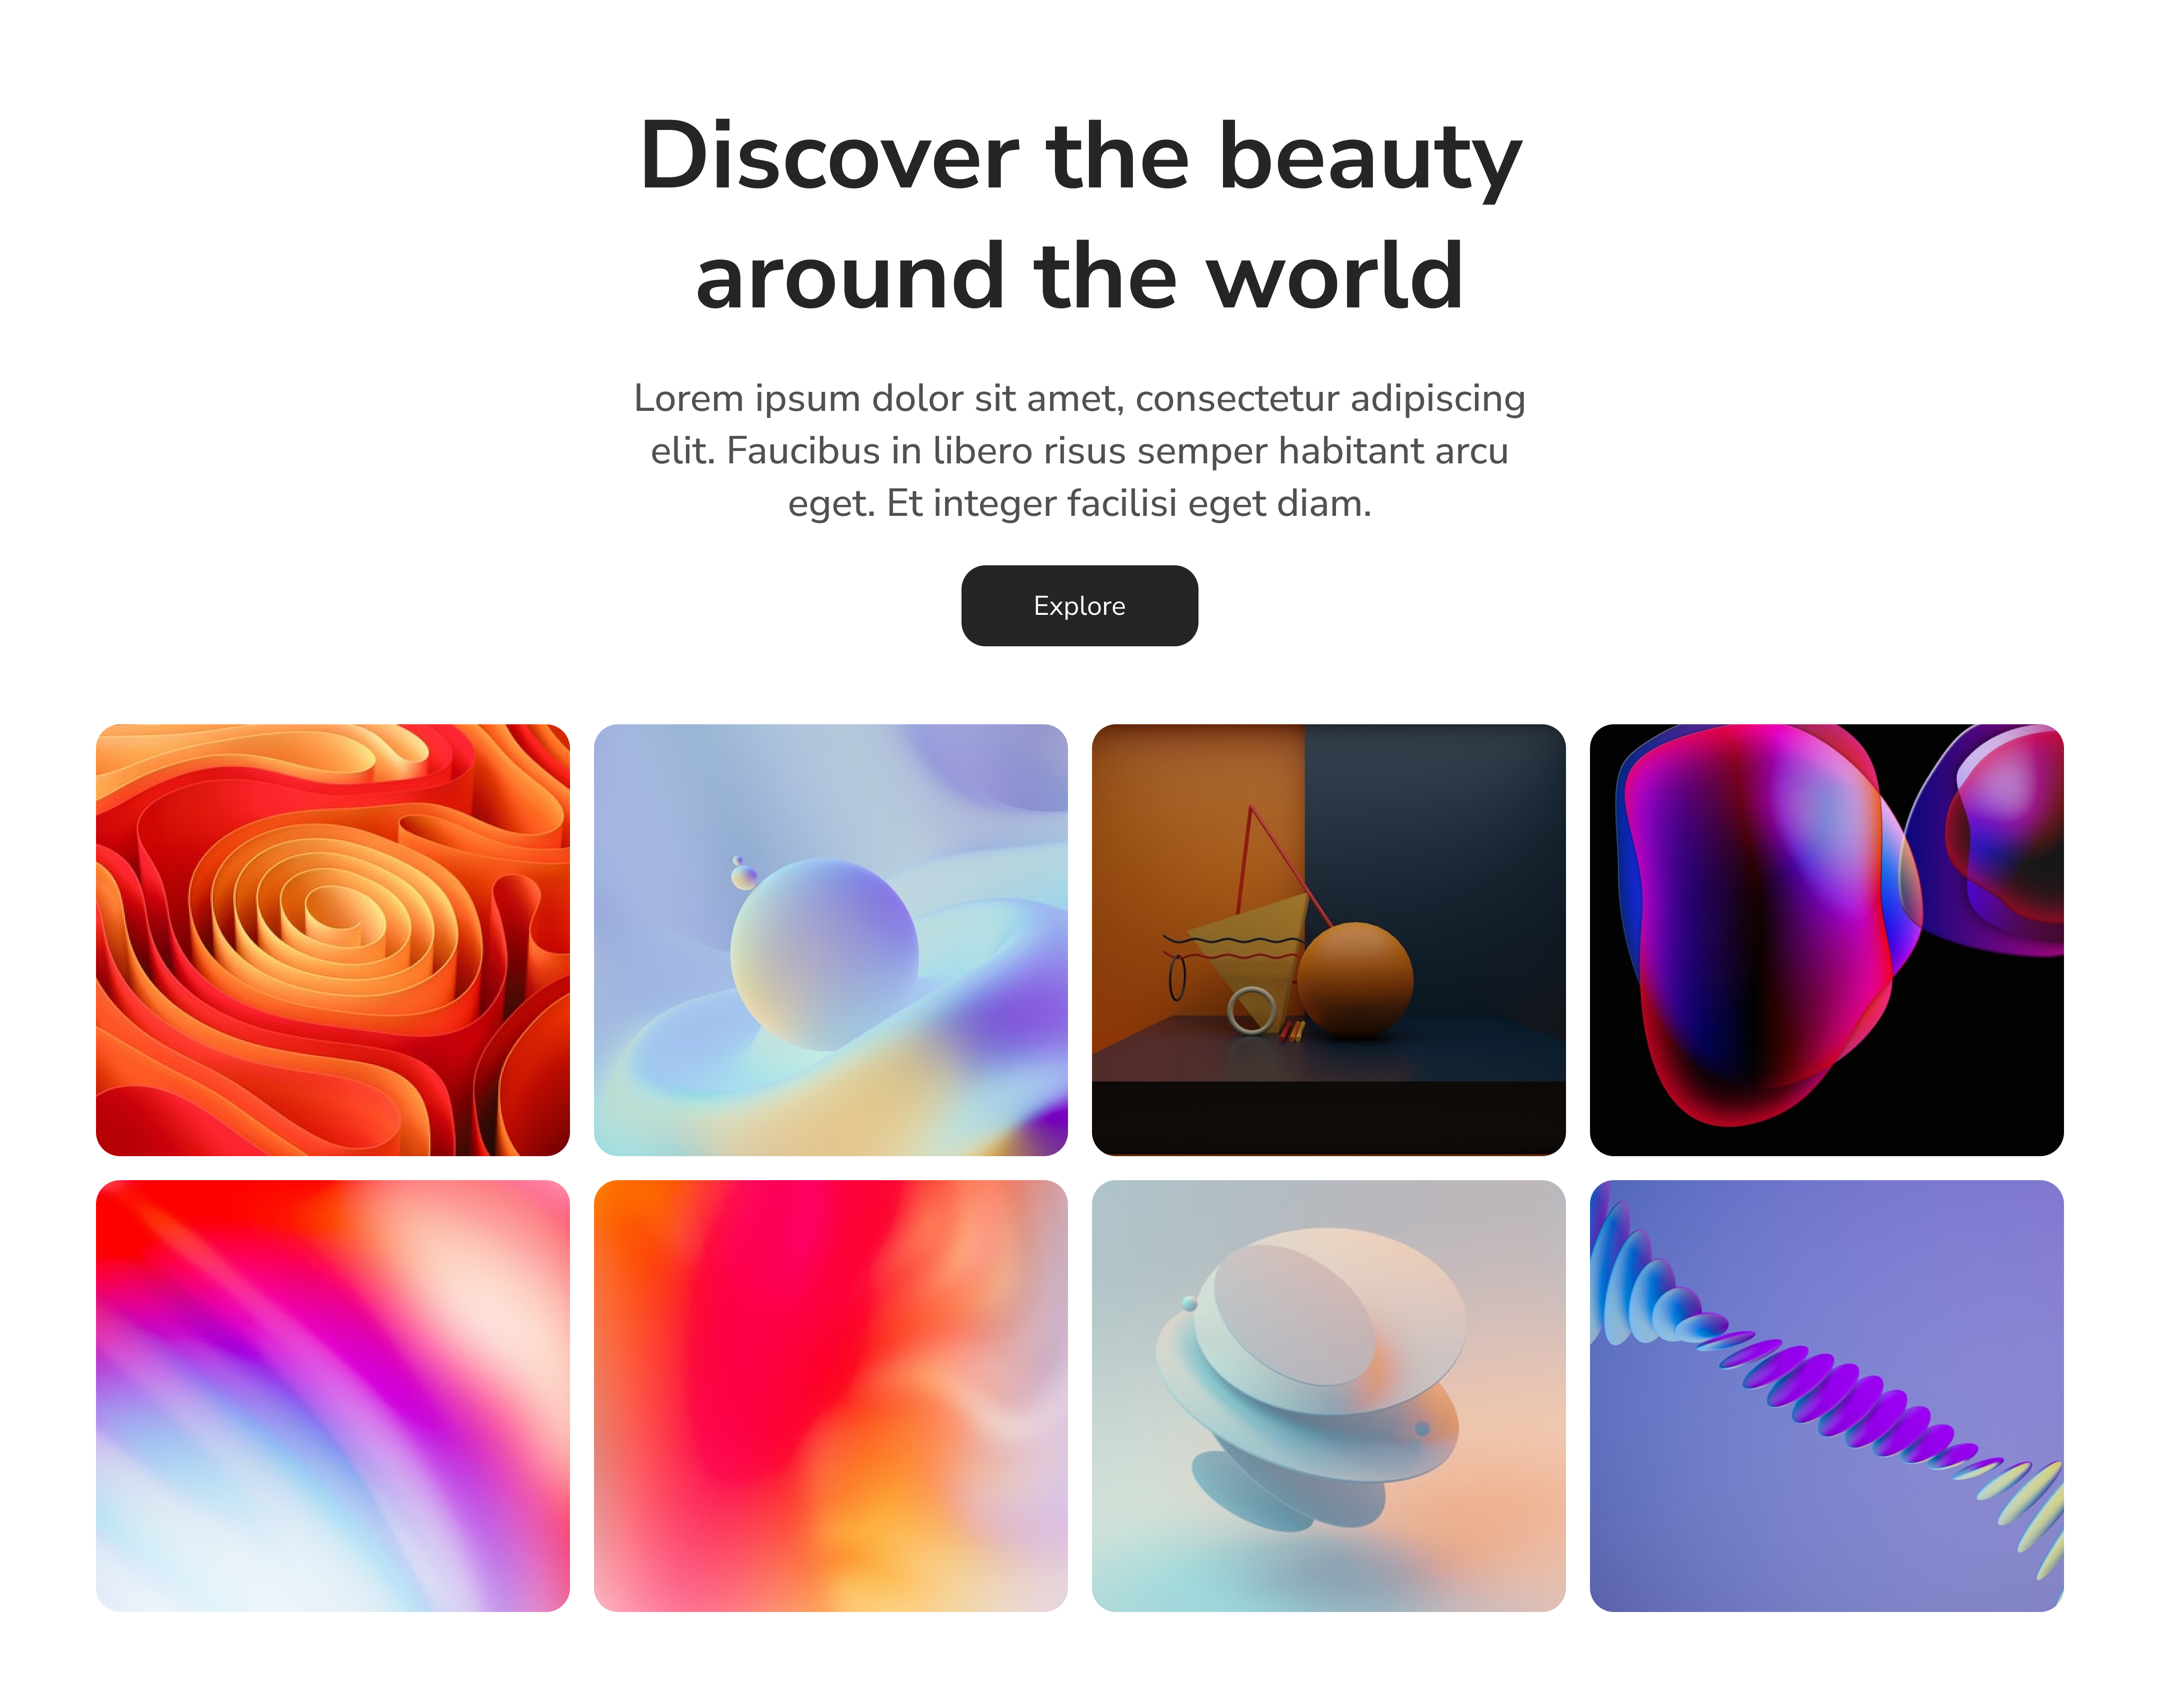 Discover the beauty
around the world
Lorem ipsum dolor sit amet, consectetur adipiscing
elit. Faucibus in libero risus semper habitant arcu
eget. Et integer facilisi eget diam.
Explore